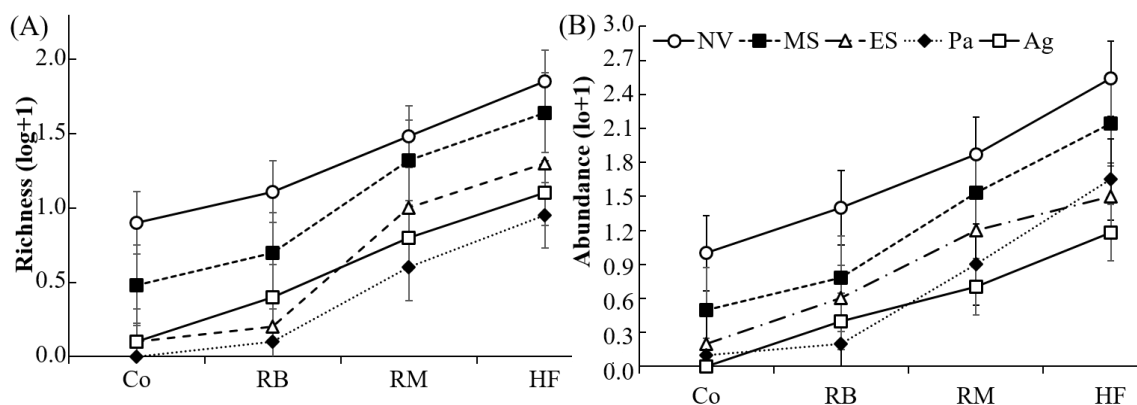 (A)
Richness (log+1)
2.0
1.5
1.0
0.5
0.0
Co RB RM HF
(B)
Abundance (lo+1)
NV MS ES Pa Ag
3.0
2.7
2.4
2.1
1.8
1.5
1.2
0.9
0.6
0.3
0.0
Co RB RM HF